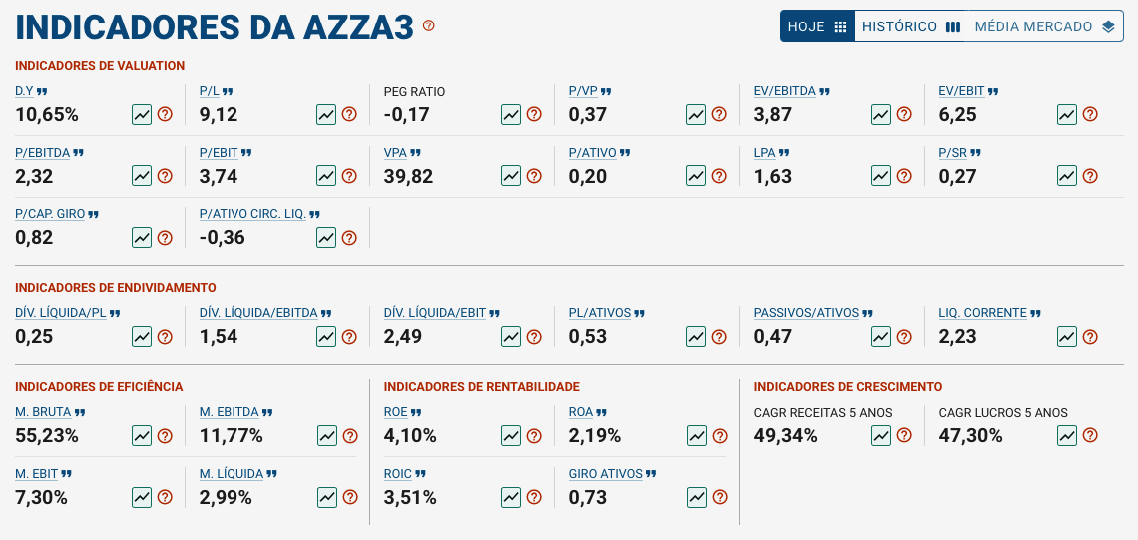 INDICADORES DA AZZA3
HOJE
HISTÓRICO
MÉDIA MERCADO
INDICADORES DE VALUATION
D.Y P/L PEG RATIO P/VP EV/EBITDA EV/EBIT
10,65% 9,12 -0,17 0,37 3,87 6,25
P/EBITDA P/EBIT VPA P/ATIVO LPA P/SR
2,32 3,74 39,82 0,20 1,63 0,27
P/CAP. GIRO P/ATIVO CIRC. LIQ.
0,82 -0,36
INDICADORES DE ENDIVIDAMENTO
DÍV. LÍQUIDA/PL DÍV. LÍQUIDA/EBITDA DÍV. LÍQUIDA/EBIT PL/ATIVOS PASSIVOS/ATIVOS LIQ. CORRENTE
0,25 1,54 2,49 0,53 0,47 2,23
INDICADORES DE EFICIÊNCIA
M. BRUTA M. EBITDA
55,23% 11,77%
M. EBIT M. LÍQUIDA
7,30% 2,99%
INDICADORES DE RENTABILIDADE
ROE ROA
4,10% 2,19%
ROIC GIRO ATIVOS
3,51% 0,73
INDICADORES DE CRESCIMENTO
CAGR RECEITAS 5 ANOS CAGR LUCROS 5 ANOS
49,34% 47,30%